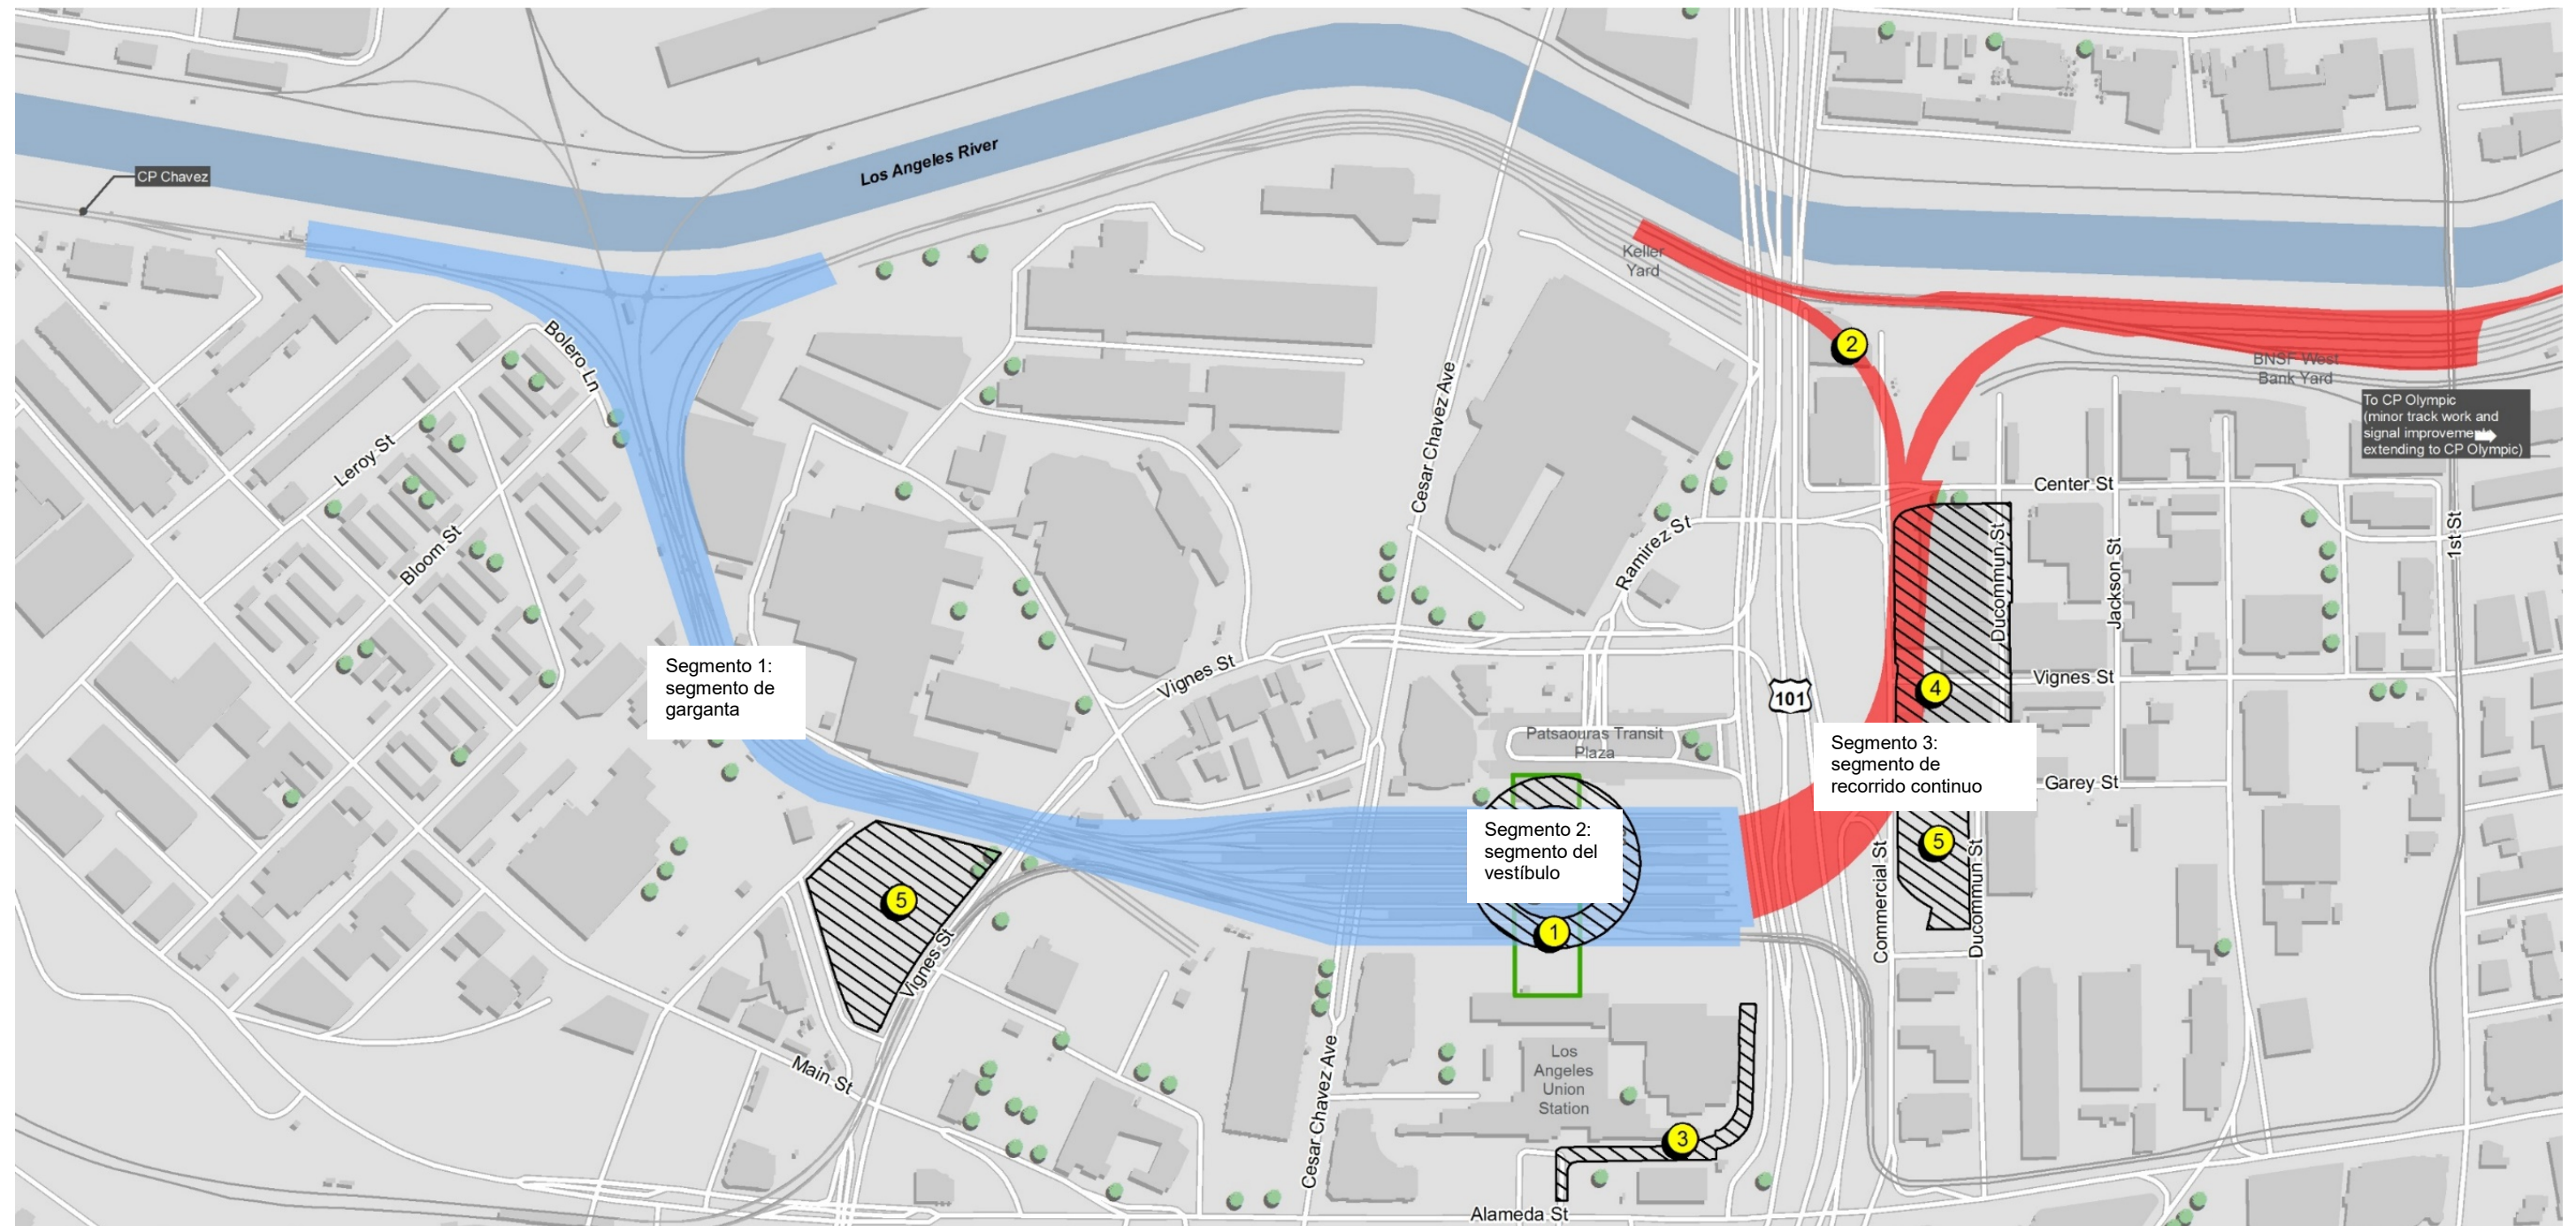 CP Chavez
Los Angeles River
Keller
Yard
BNSF West
Bank Yard
To CP Olympic
(minor track work and
signal improvements
extending to CP Olympic)
2
Bolero Ln
Leroy St
Bloom St
Cesar Chavez Ave
Ramirez St
Center St
Ducommun St
Jackson St
1st St
Segmento 1:
segmento de
garganta
Vignes St
101
4
Vignes St
Patsaouras Transit
Plaza
Segmento 3:
segmento de
recorrido continuo
Garey St
Segmento 2:
segmento del
vestíbulo
5
5
1
Commercial St
Ducommun St
Vignes St
Main St
Cesar Chavez Ave
Los
Angeles
Union
Station
3
Alameda St